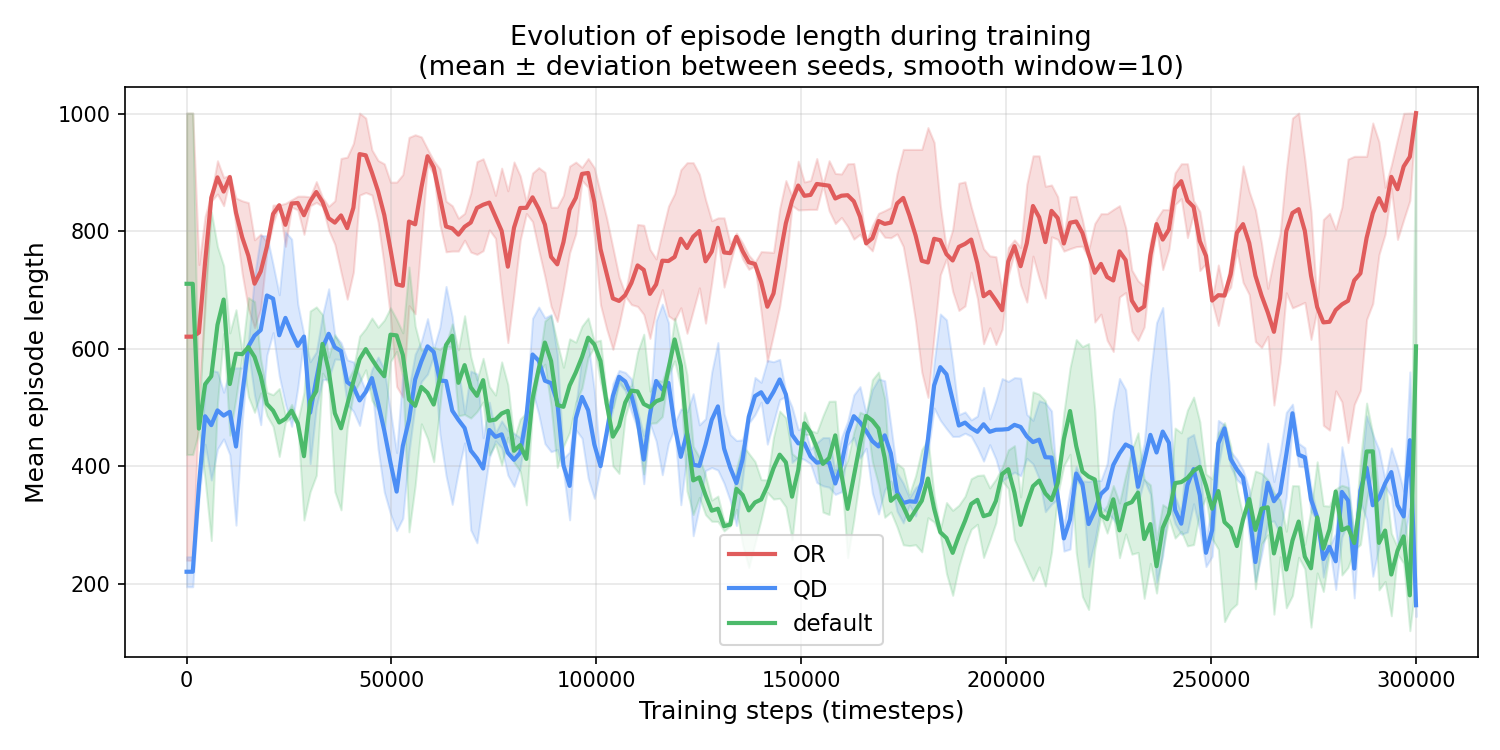 Evolution of episode length during training
(mean ± deviation between seeds, smooth window=10)
Mean episode length
1000
800
600
400
200
OR
QD
default
0
50000
100000
150000
200000
250000
300000
Training steps (timesteps)